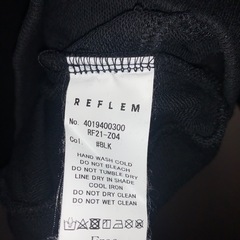 REFLEM
No. 4019400300
RF21-Z04
Col #BLK
HAND WASH COLD
DO NOT BLEACH
DO NOT TUMBLE DRY
LINE DRY IN SHADE
COOL IRON
DO NOT DRY CLEAN
DO NOT WET CLEAN